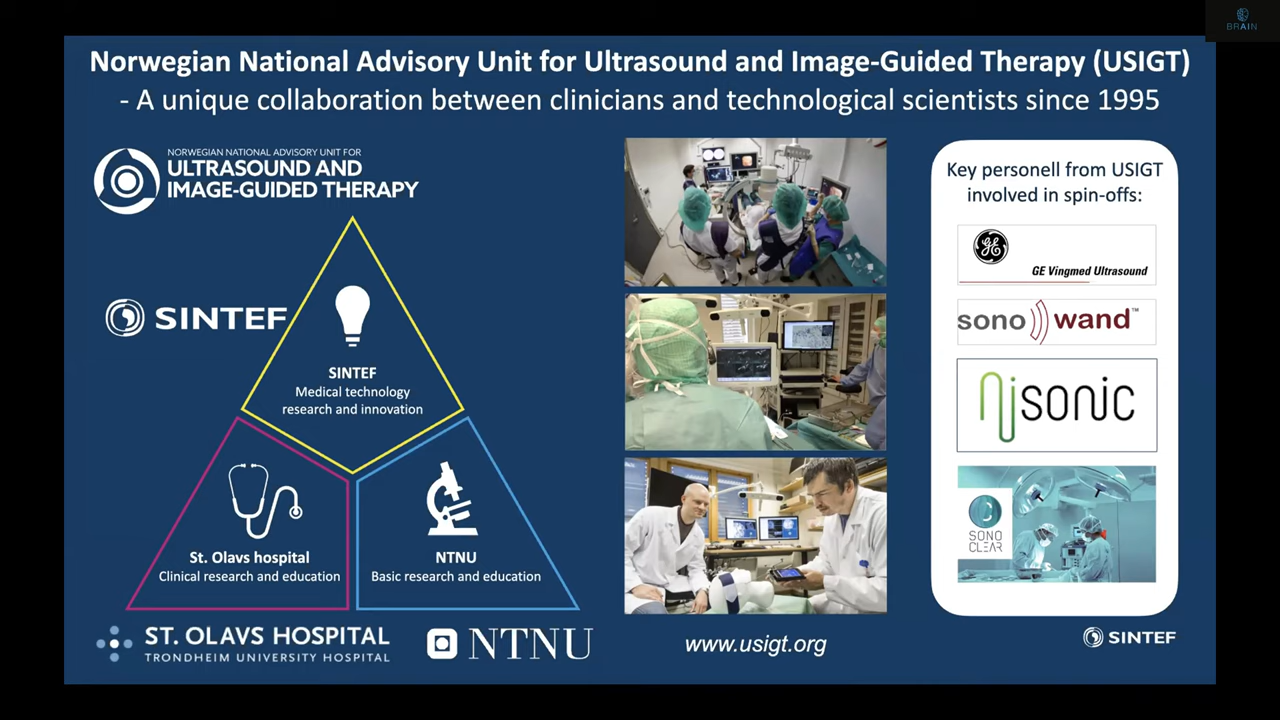 BRAIN
Norwegian National Advisory Unit for Ultrasound and Image-Guided Therapy (USIGT)
- A unique collaboration between clinicians and technological scientists since 1995
NORWEGIAN NATIONAL ADVISORY UNIT FOR
ULTRASOUND AND
IMAGE-GUIDED THERAPY
SINTEF
SINTEF
Medical technology
research and innovation
St. Olavs hospital
Clinical research and education
NTNU
Basic research and education
ST. OLAVS HOSPITAL
TRONDHEIM UNIVERSITY HOSPITAL
NTNU
www.usigt.org
Key personell from USIGT
involved in spin-offs:
GE
GE Vingmed Ultrasound
sono wand™
Nisonic
SONO
CLEAR
SINTEF